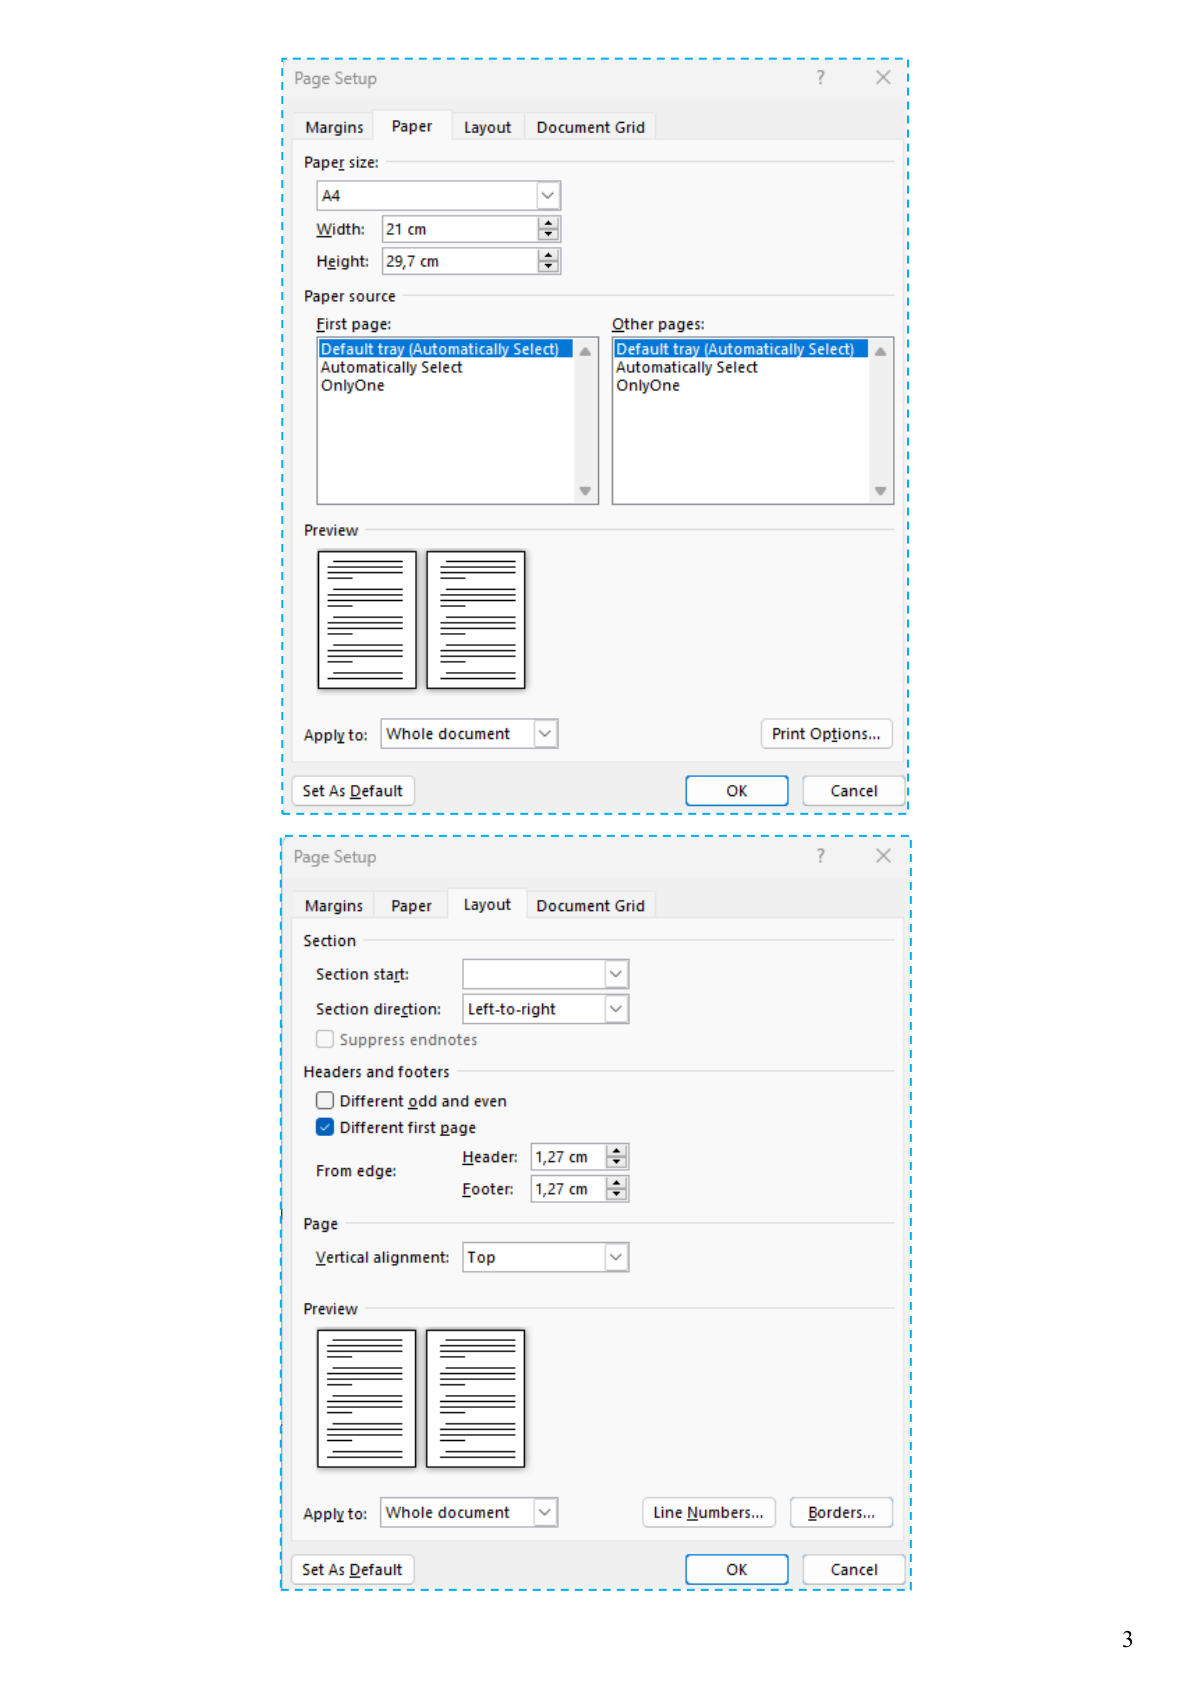 Page Setup ? ×
Margins Paper Layout Document Grid
Paper size:
A4
Width: 21 cm
Height: 29,7 cm
Paper source
First page: Other pages:
Default tray (Automatically Select) Default tray (Automatically Select)
Automatically Select Automatically Select
OnlyOne OnlyOne
Preview
Apply to: Whole document Print Options...
Set As Default OK Cancel
Page Setup ? ×
Margins Paper Layout Document Grid
Section
Section start:
Section direction: Left-to-right
Suppress endnotes
Headers and footers
Different odd and even
Different first page
Header: 1,27 cm
From edge:
Footer: 1,27 cm
Page
Vertical alignment: Top
Preview
Apply to: Whole document Line Numbers... Borders...
Set As Default OK Cancel
3